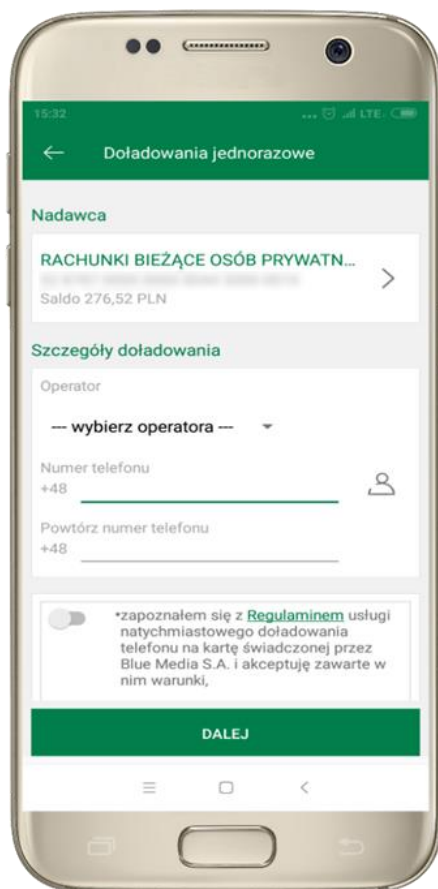 15:32
... LTE
Doładowania jednorazowe
Nadawca
RACHUNKI BIEŻĄCE OSÓB PRYWATN...
Saldo 276,52 PLN
Szczegóły doładowania
Operator
--- wybierz operatora ---
Numer telefonu
+48
Powtórz numer telefonu
+48
•zapoznałem się z Regulaminem usługi
natychmiastowego doładowania
telefonu na kartę świadczonej przez
Blue Media S.A. i akceptuję zawarte w
nim warunki,
DALEJ